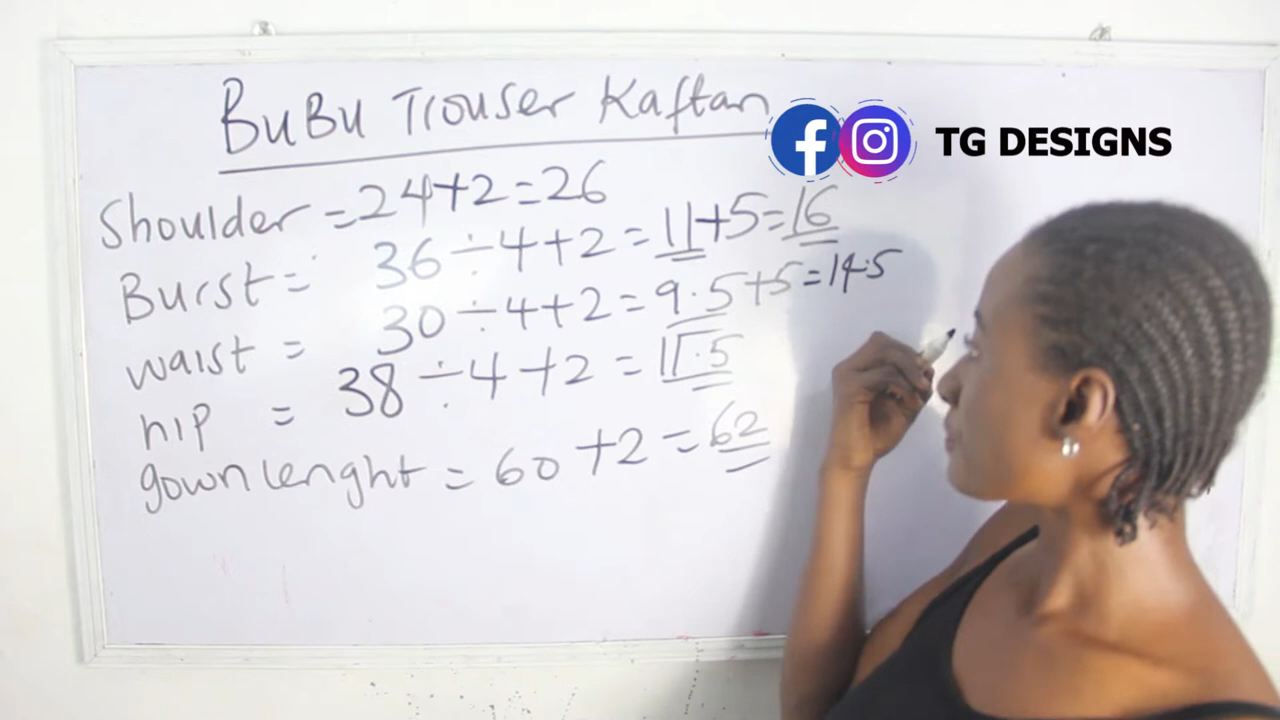 BuBu Trouser Kaftan
TG DESIGNS
Shoulder = 24+2=26
Burst = 36÷4+2=11+5=16
waist = 30÷4+2=9.5+5=14.5
hip = 38÷4+2=11.5
gown lenght = 60+2=62